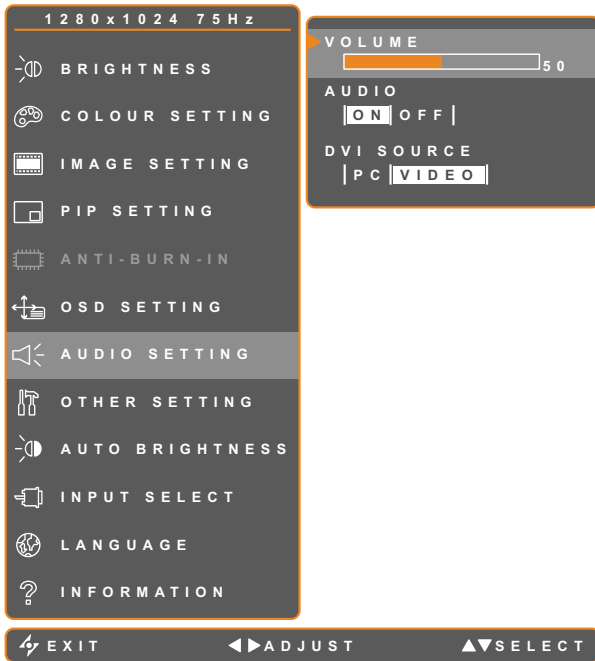 1280x1024 75Hz
BRIGHTNESS
COLOUR SETTING
IMAGE SETTING
PIP SETTING
ANTI-BURN-IN
OSD SETTING
AUDIO SETTING
OTHER SETTING
AUTO BRIGHTNESS
INPUT SELECT
LANGUAGE
INFORMATION
VOLUME
50
AUDIO
ON OFF
DVI SOURCE
PC VIDEO
EXIT ADJUST SELECT